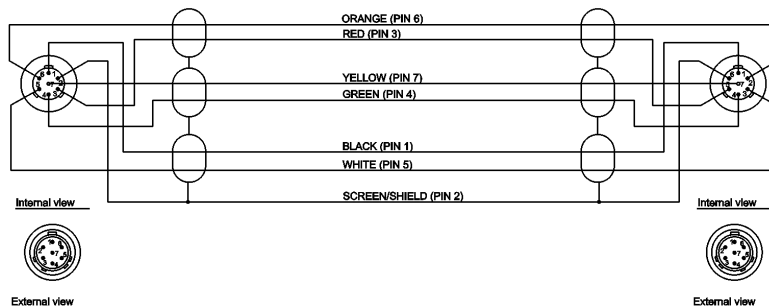 ORANGE (PIN 6)
RED (PIN 3)
YELLOW (PIN 7)
GREEN (PIN 4)
BLACK (PIN 1)
WHITE (PIN 5)
SCREEN/SHIELD (PIN 2)
Internal view
Internal view
External view
External view